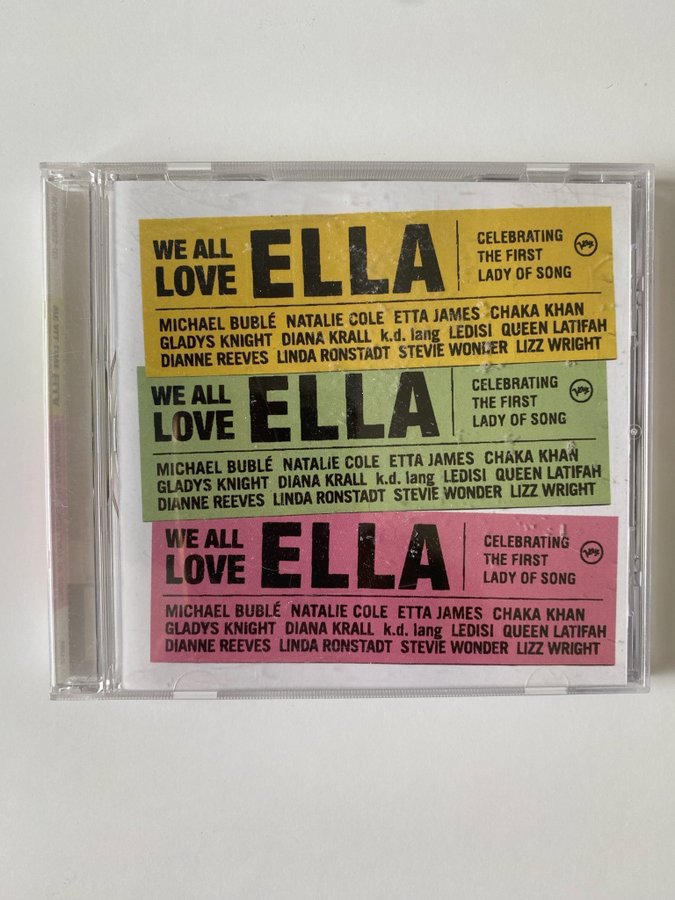 WE ALL
LOVE
ELLA
CELEBRATING
THE FIRST
LADY OF SONG
Verve
MICHAEL BUBLÉ NATALIE COLE ETTA JAMES CHAKA KHAN
GLADYS KNIGHT DIANA KRALL k.d. lang LEDISI QUEEN LATIFAH
DIANNE REEVES LINDA RONSTADT STEVIE WONDER LIZZ WRIGHT
WE ALL
LOVE
ELLA
CELEBRATING
THE FIRST
LADY OF SONG
Verve
MICHAEL BUBLÉ NATALIE COLE ETTA JAMES CHAKA KHAN
GLADYS KNIGHT DIANA KRALL k.d. lang LEDISI QUEEN LATIFAH
DIANNE REEVES LINDA RONSTADT STEVIE WONDER LIZZ WRIGHT
WE ALL
LOVE
ELLA
CELEBRATING
THE FIRST
LADY OF SONG
Verve
MICHAEL BUBLÉ NATALIE COLE ETTA JAMES CHAKA KHAN
GLADYS KNIGHT DIANA KRALL k.d. lang LEDISI QUEEN LATIFAH
DIANNE REEVES LINDA RONSTADT STEVIE WONDER LIZZ WRIGHT